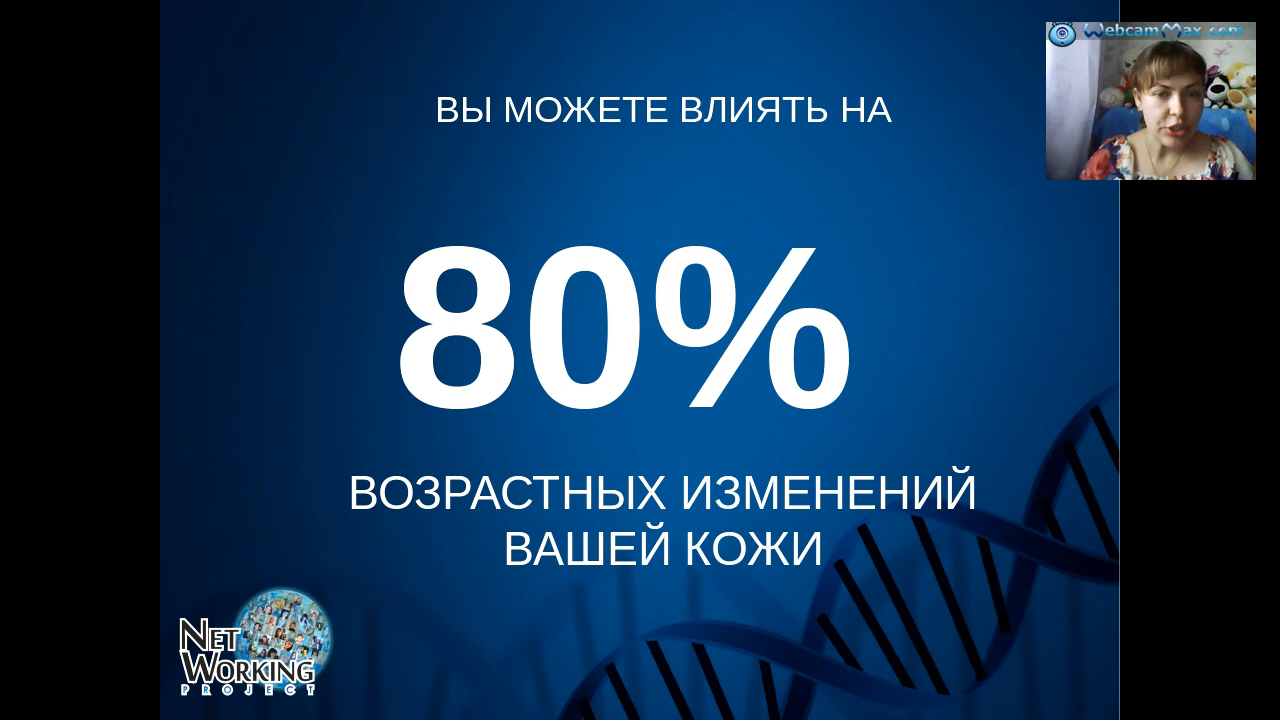 WebcamMax.com
ВЫ МОЖЕТЕ ВЛИЯТЬ НА
80%
ВОЗРАСТНЫХ ИЗМЕНЕНИЙ
ВАШЕЙ КОЖИ
NET
WORKING
PROJECT